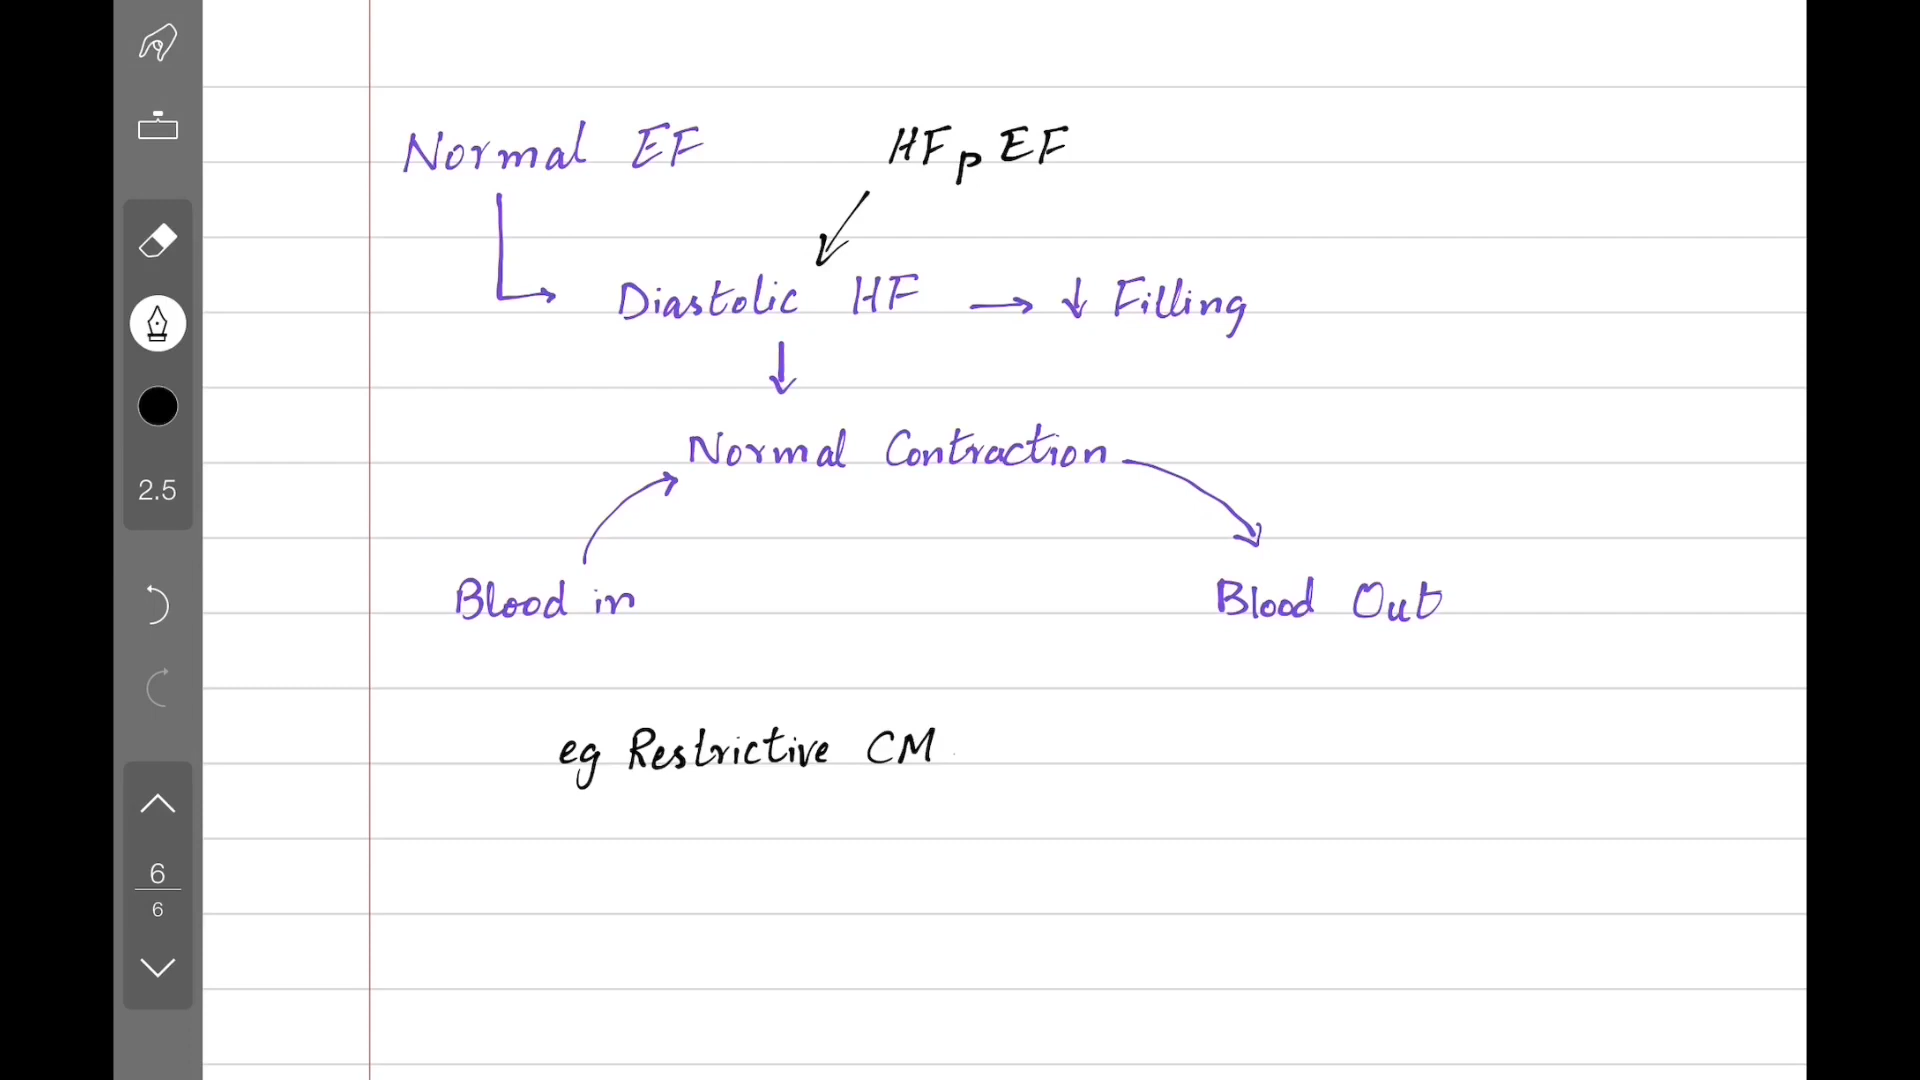 Normal EF HFpEF
Diastolic HF → ↓ Filling
↓
Normal Contraction
Blood in Blood Out
eg Restrictive CM
2.5
6
6